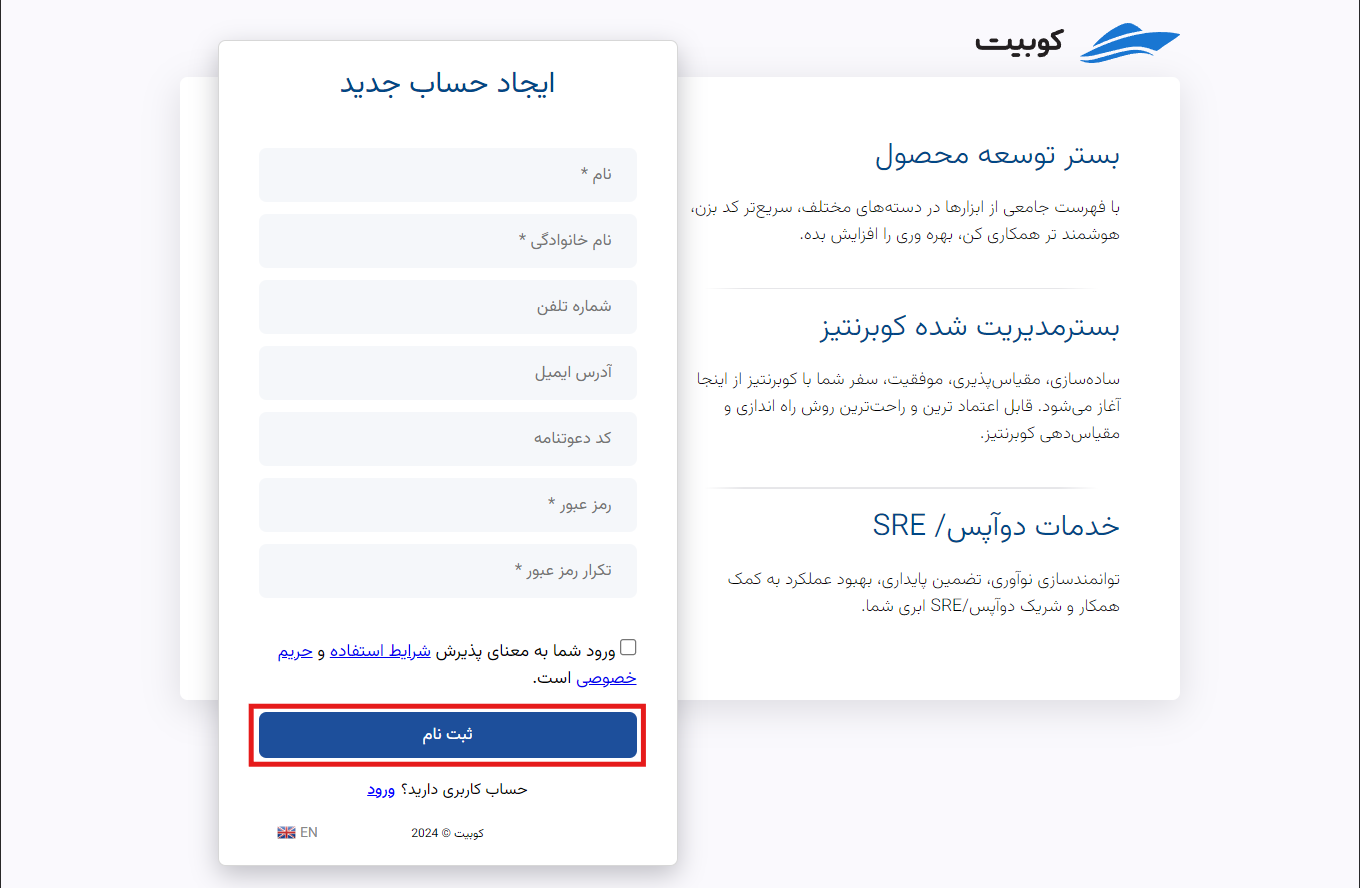 کوبیت
بستر توسعه محصول
با فهرست جامعی از ابزارها در دسته‌های مختلف، سریع‌تر کد بزن،
هوشمند تر همکاری کن، بهره وری را افزایش بده.
بسترمدیریت شده کوبرنتیز
ساده‌سازی، مقیاس‌پذیری، موفقیت، سفر شما با کوبرنتیز از اینجا
آغاز می‌شود. قابل اعتماد ترین و راحت‌ترین روش راه اندازی و
مقیاس‌دهی کوبرنتیز.
خدمات دوآپس/ SRE
توانمندسازی نوآوری، تضمین پایداری، بهبود عملکرد به کمک
همکار و شریک دوآپس/SRE ابری شما.
ایجاد حساب جدید
نام *
نام خانوادگی *
شماره تلفن
آدرس ایمیل
کد دعوتنامه
رمز عبور *
تکرار رمز عبور *
ورود شما به معنای پذیرش شرایط استفاده و حریم
خصوصی است.
ثبت نام
حساب کاربری دارید؟ ورود
کوبیت © 2024
EN